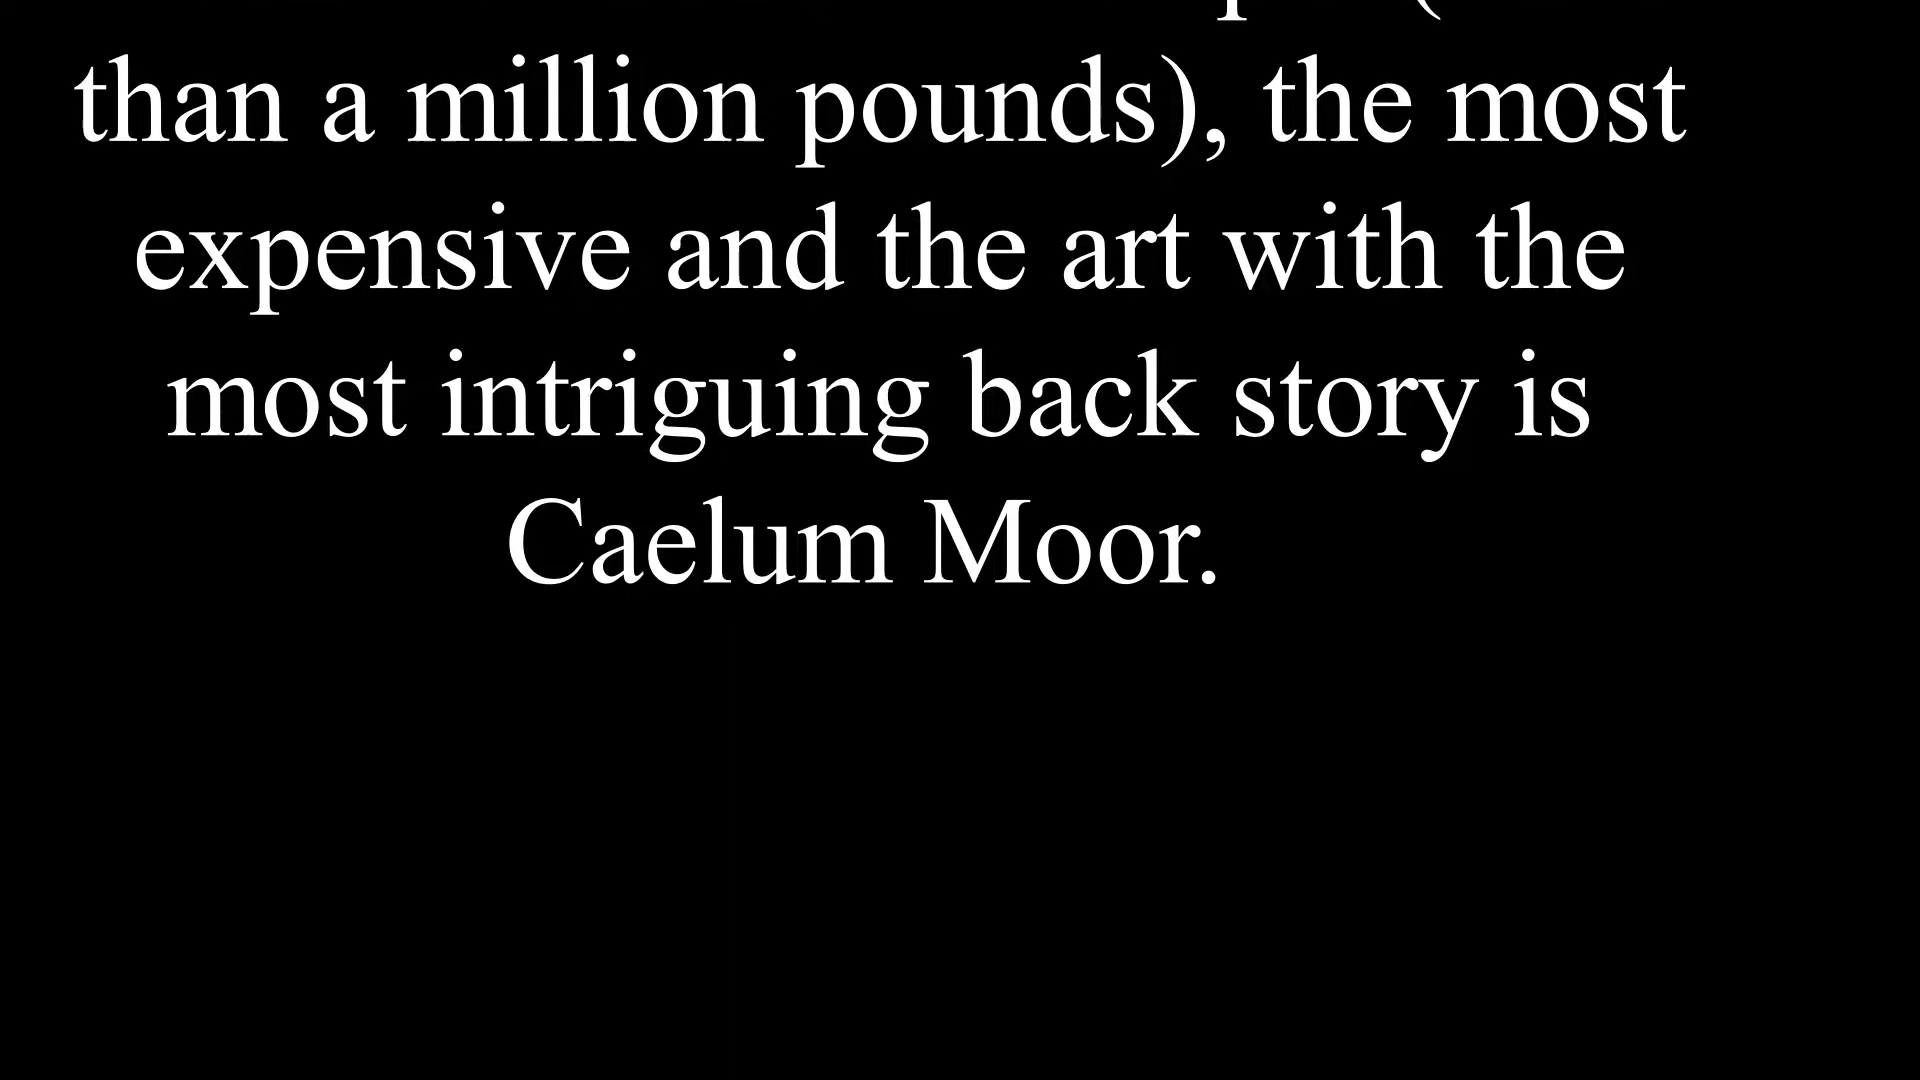 than a million pounds), the most
expensive and the art with the
most intriguing back story is
Caelum Moor.